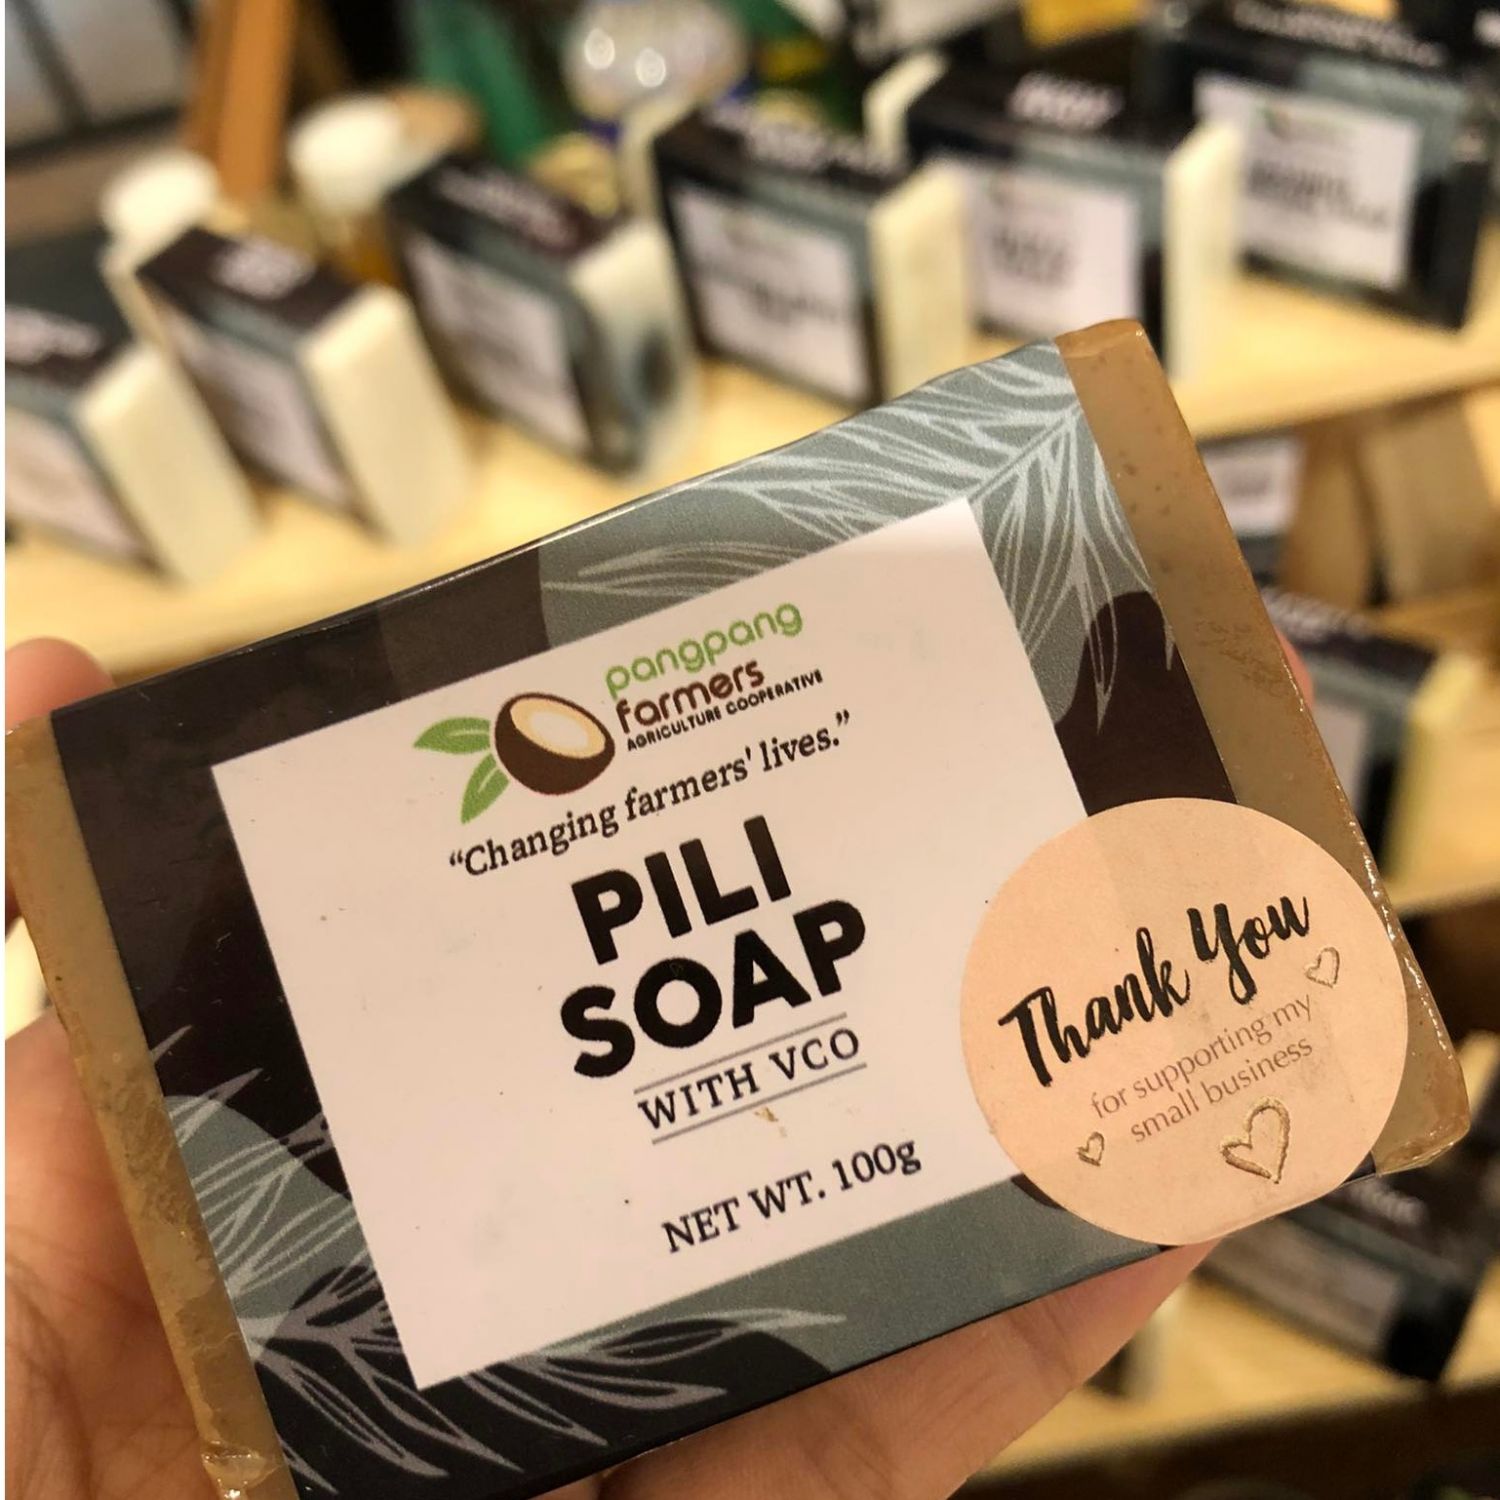 pangpang
farmers
AGRICULTURE COOPERATIVE
“Changing farmers' lives.”
PILI
SOAP
WITH VCO
NET WT. 100g
Thank You
for supporting my
small business